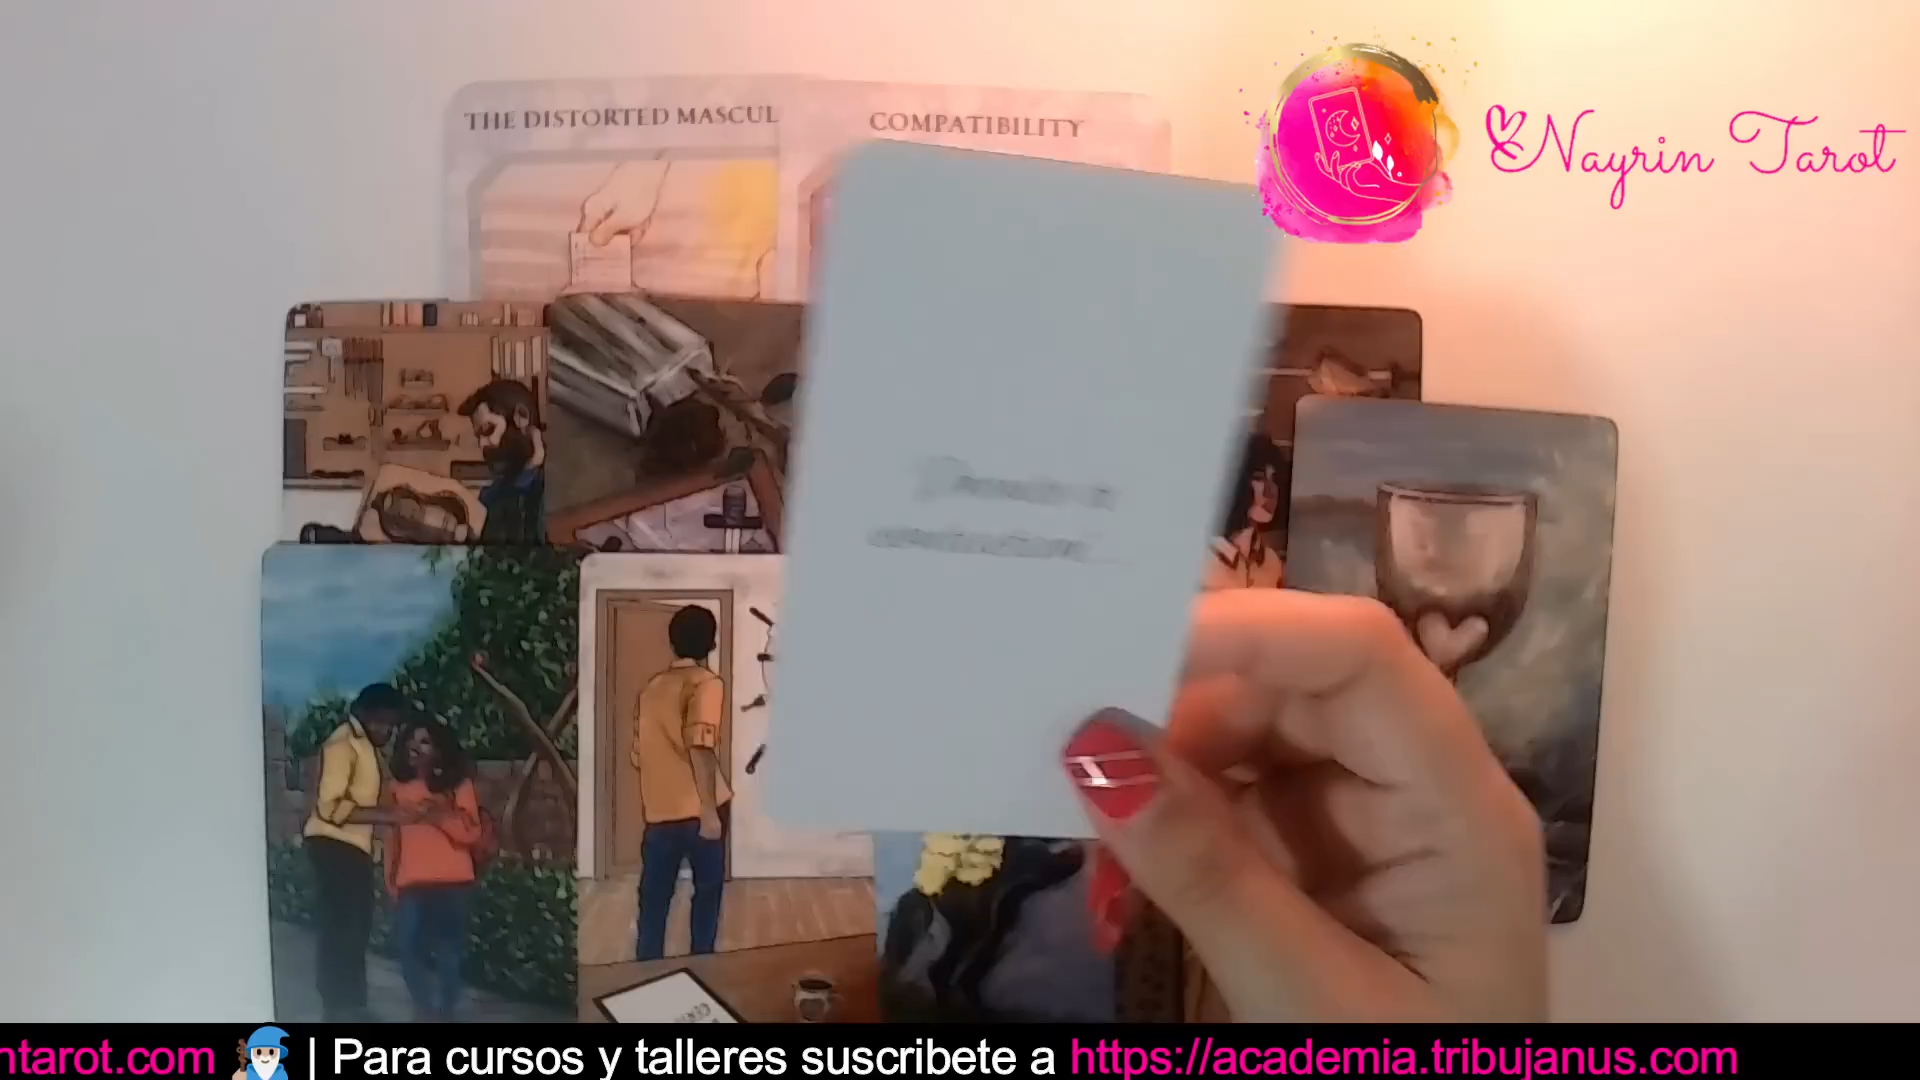 THE DISTORTED MASCUL
COMPATIBILITY
Nayrin Tarot
ntarot.com | Para cursos y talleres suscribete a https://academia.tribujanus.com